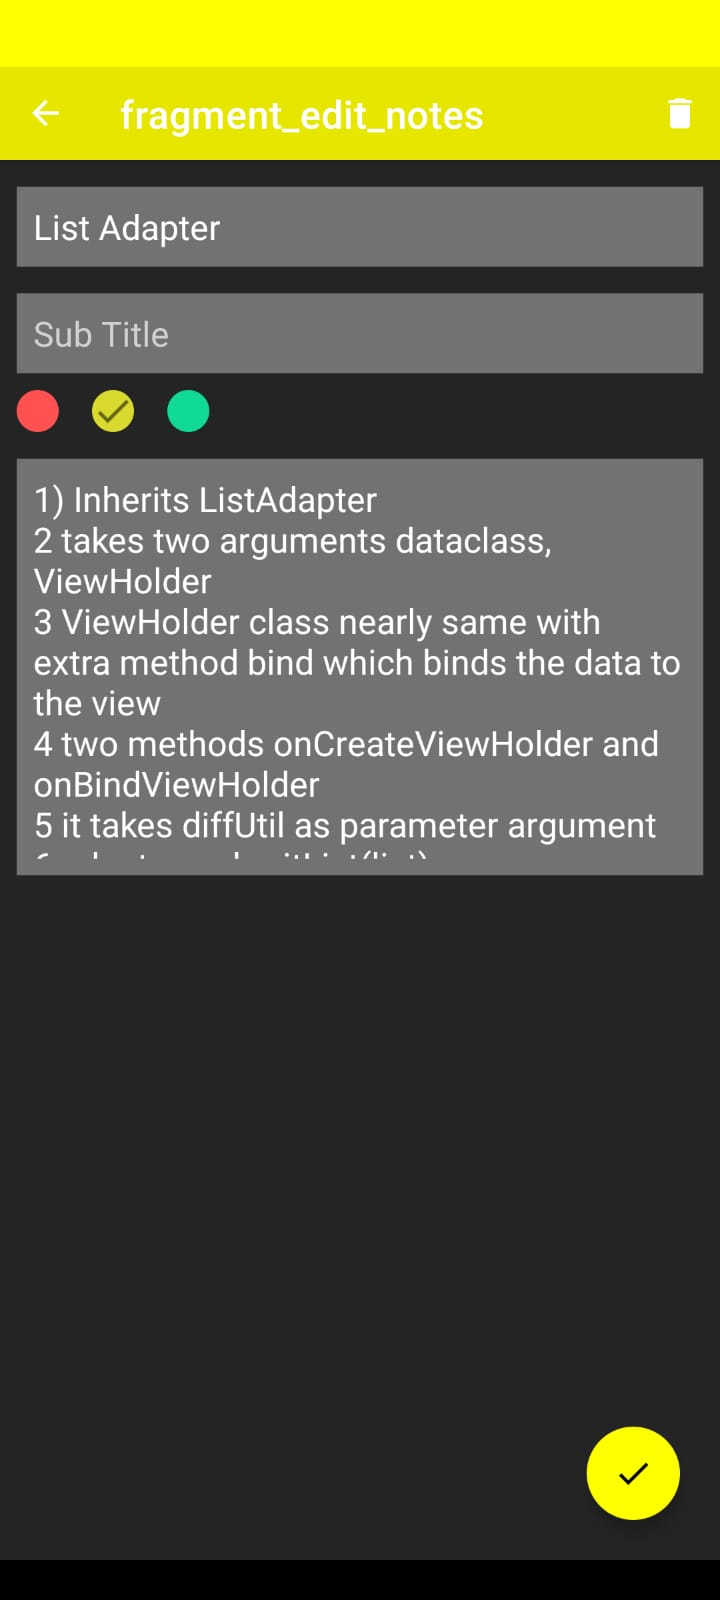 fragment_edit_notes
List Adapter
Sub Title
1) Inherits ListAdapter
2 takes two arguments dataclass,
ViewHolder
3 ViewHolder class nearly same with
extra method bind which binds the data to
the view
4 two methods onCreateViewHolder and
onBindViewHolder
5 it takes diffUtil as parameter argument